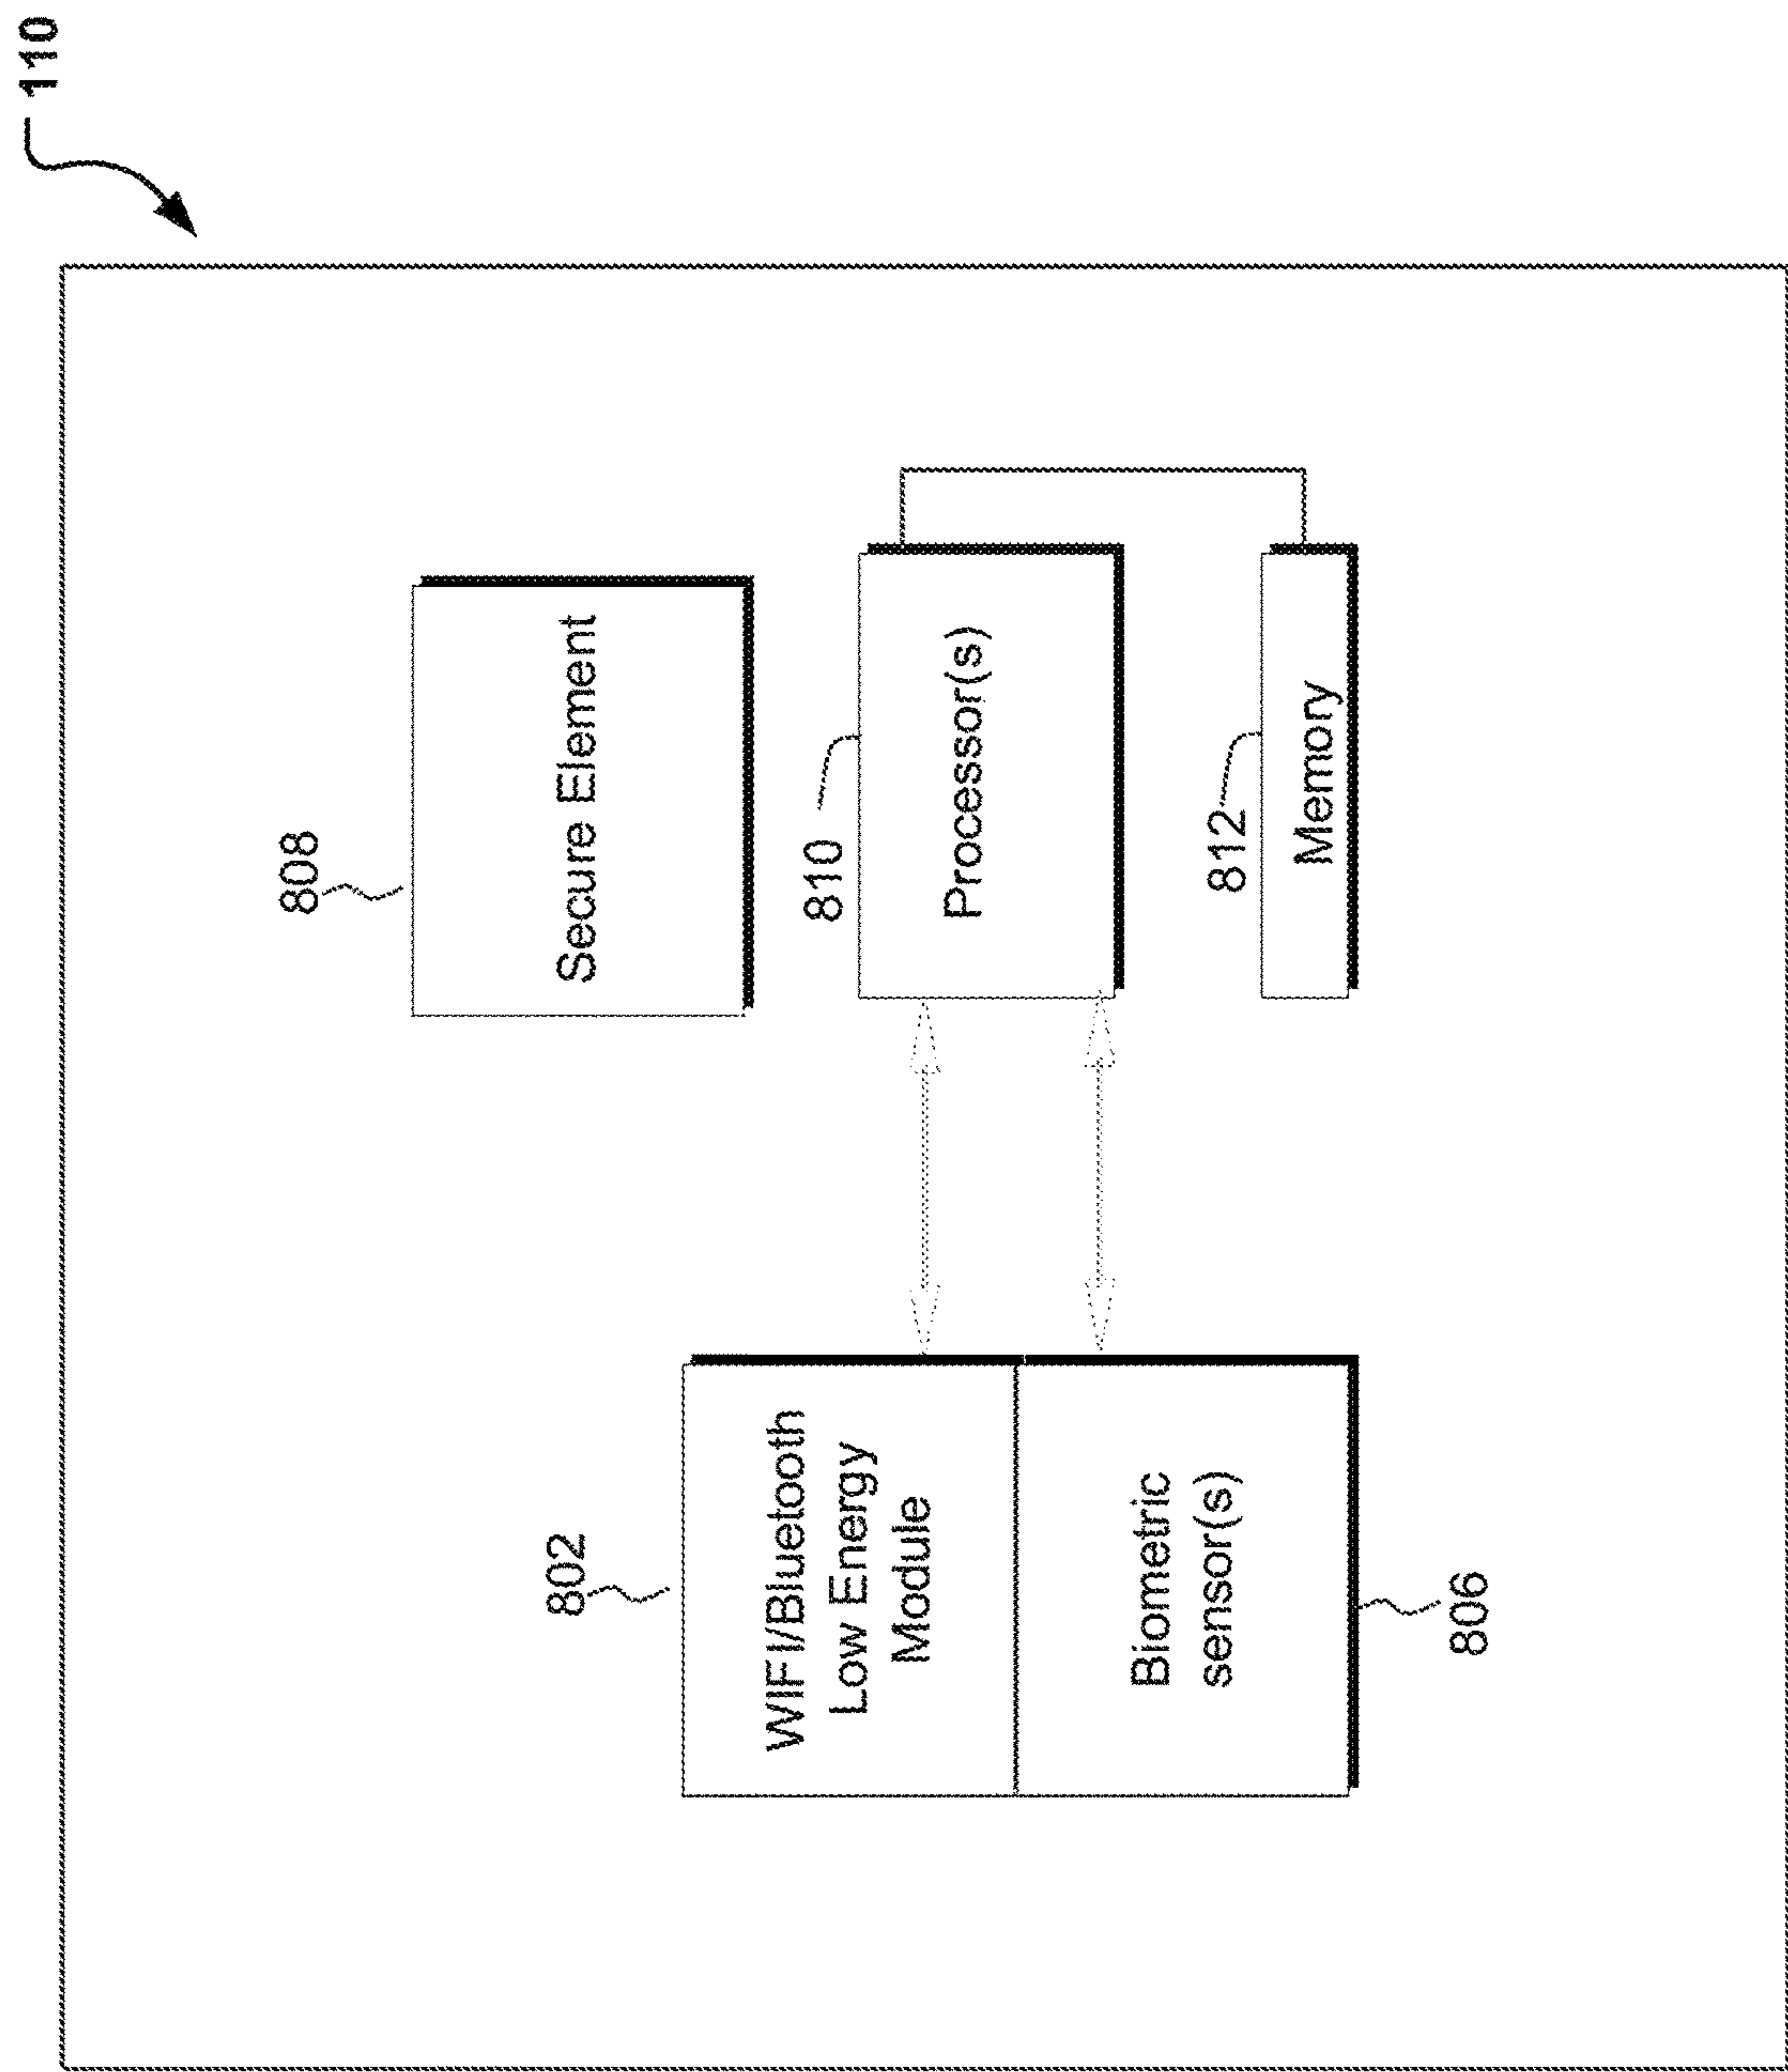 110
808
Secure Element
802
WIFI/Bluetooth
Low Energy
Module
810
Processor(s)
Biometric
sensor(s)
812
Memory
806